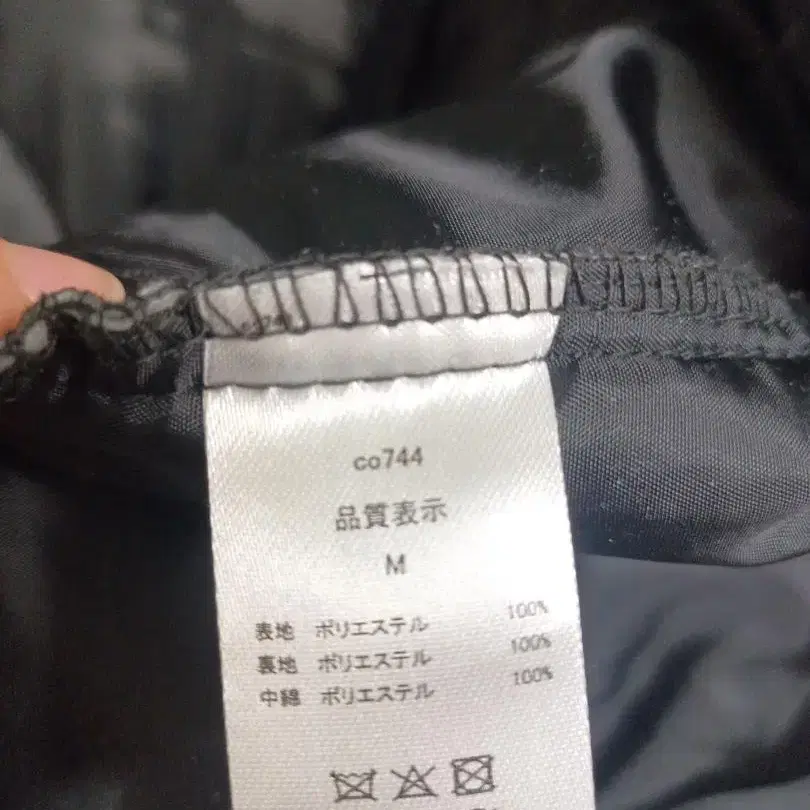 co744
品質表示
M
表地 ポリエステル 100%
裏地 ポリエステル 100%
中綿 ポリエステル 100%